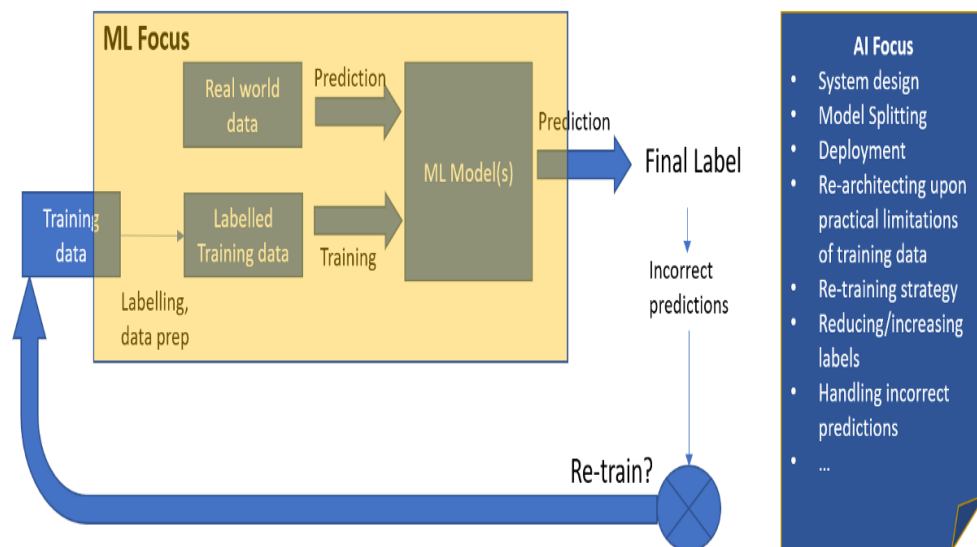 ML Focus
Real world
data
Prediction
ML Model(s)
Prediction
Final Label
Training
data
Labelled
Training data
Training
Labelling,
data prep
Incorrect
predictions
Re-train?
AI Focus
• System design
• Model Splitting
• Deployment
• Re-architecting upon
practical limitations
of training data
• Re-training strategy
• Reducing/increasing
labels
• Handling incorrect
predictions
• ...